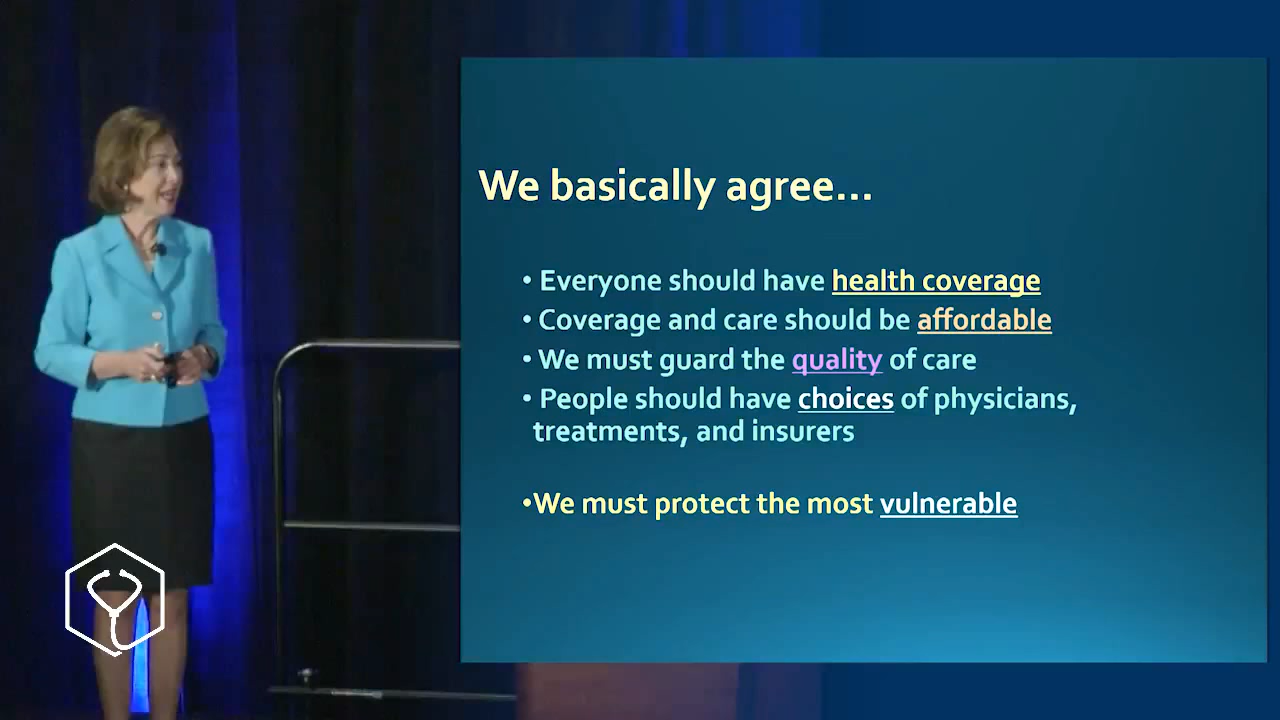 We basically agree...
• Everyone should have health coverage
• Coverage and care should be affordable
• We must guard the quality of care
• People should have choices of physicians,
treatments, and insurers
•We must protect the most vulnerable